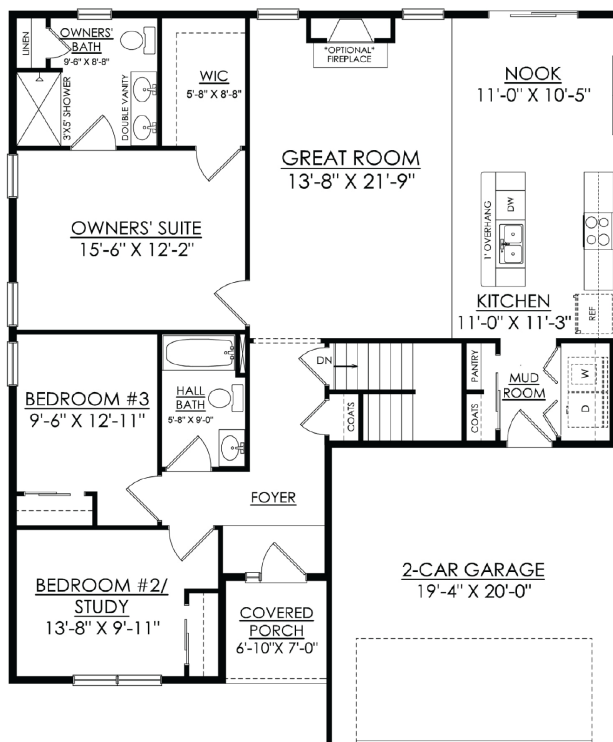 LINEN
OWNERS'
BATH
9'-6" X 8'-8"
3'X5' SHOWER
DOUBLE VANITY
WIC
5'-8" X 8'-8"
"OPTIONAL"
FIREPLACE
NOOK
11'-0" X 10'-5"
GREAT ROOM
13'-8" X 21'-9"
OWNERS' SUITE
15'-6" X 12'-2"
1' OVERHANG
DW
KITCHEN
11'-0" X 11'-3"
REF
BEDROOM #3
9'-6" X 12'-11"
HALL
BATH
5'-8" X 9'-0"
DN
COATS
PANTRY
COATS
MUD
ROOM
W
D
FOYER
BEDROOM #2/
STUDY
13'-8" X 9'-11"
COVERED
PORCH
6'-10"X 7'-0"
2-CAR GARAGE
19'-4" X 20'-0"